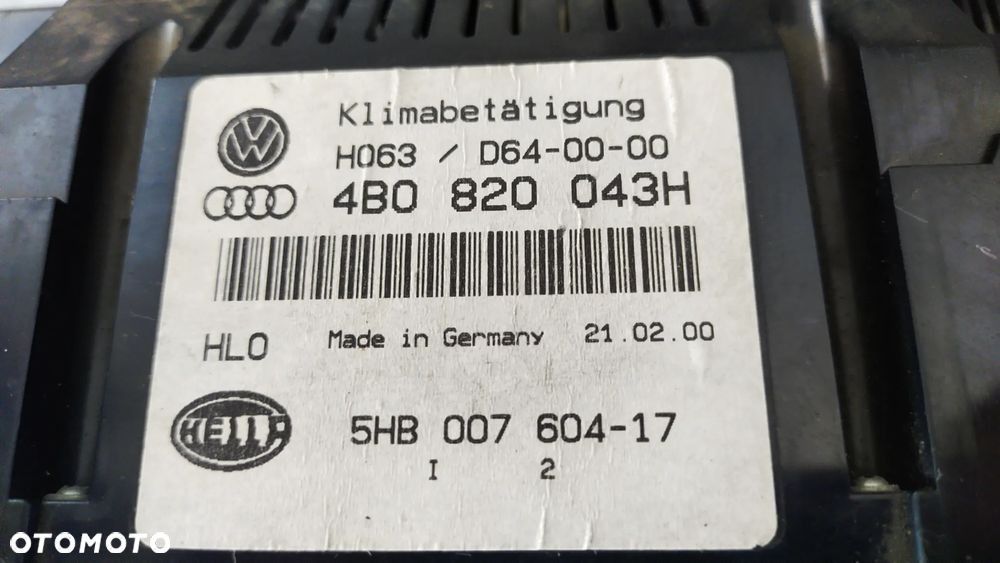 Klimabetätigung
H063 / D64-00-00
4B0 820 043H
HL0 Made in Germany 21.02.00
HELLA 5HB 007 604-17
I 2
OTOMOTO